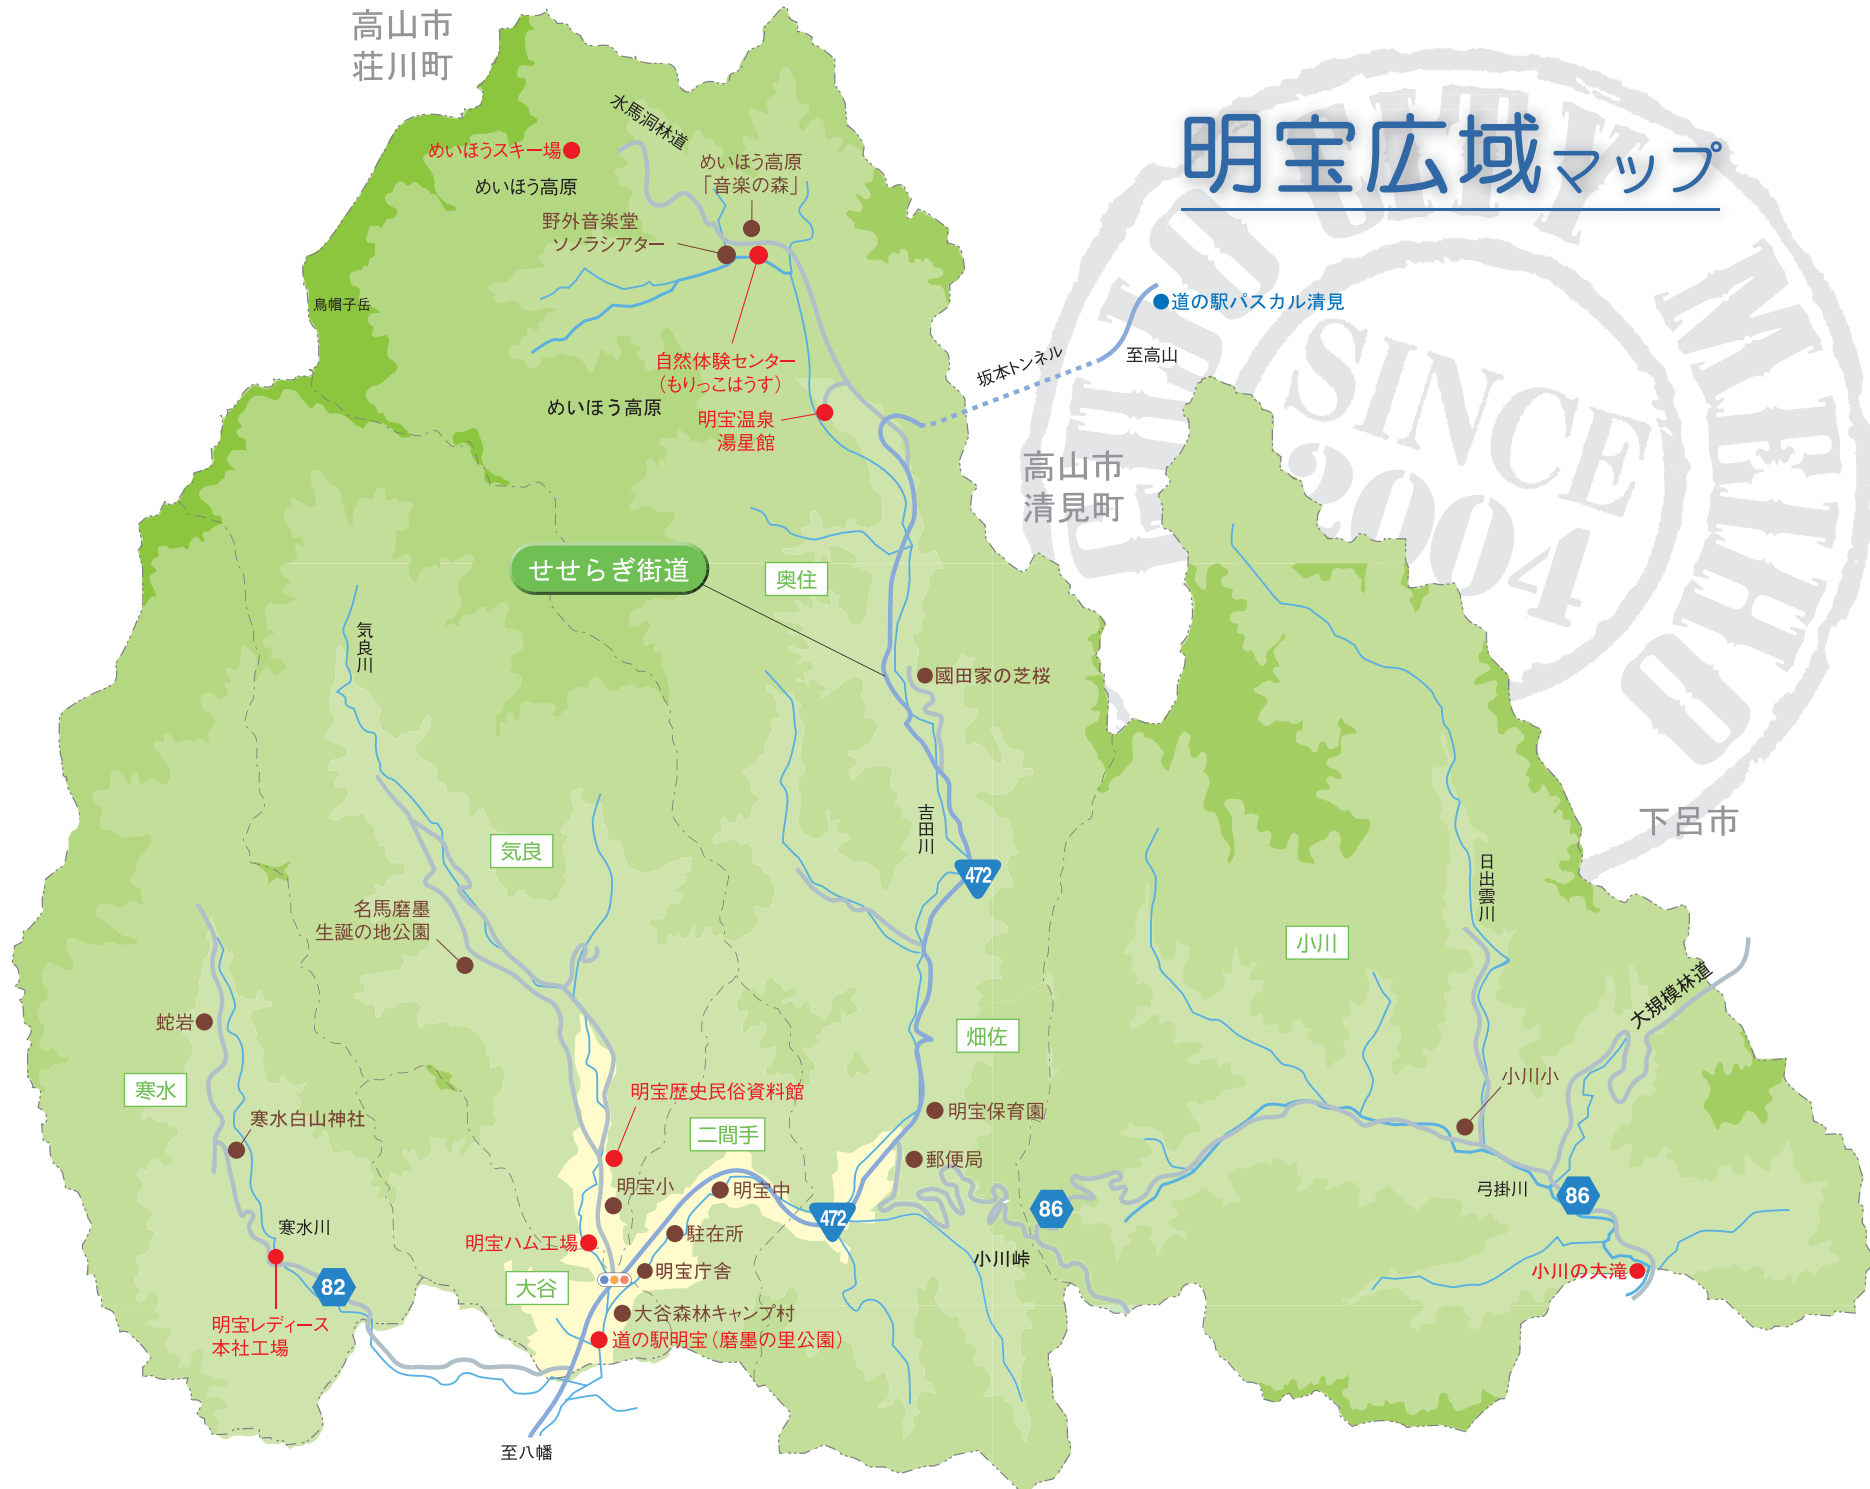 高山市
荘川町
明宝広域マップ
水馬洞林道
めいほうスキー場
めいほう高原
めいほう高原
「音楽の森」
野外音楽堂
ソノラシアター
烏帽子岳
道の駅パスカル清見
至高山
坂本トンネル
自然体験センター
（もりっこはうす）
めいほう高原
明宝温泉
湯星館
高山市
清見町
SINCE
2004
MEIHO
せせらぎ街道
奥住
気良川
國田家の芝桜
吉田川
下呂市
気良
472
日出雲川
名馬磨墨
生誕の地公園
小川
大規模林道
蛇岩
畑佐
寒水
小川小
明宝歴史民俗資料館
寒水白山神社
二間手
明宝保育園
郵便局
明宝小
明宝中
弓掛川
86
86
472
寒水川
駐在所
明宝ハム工場
小川峠
明宝庁舎
小川の大滝
82
大谷
大谷森林キャンプ村
明宝レディース
本社工場
道の駅明宝（磨墨の里公園）
至八幡